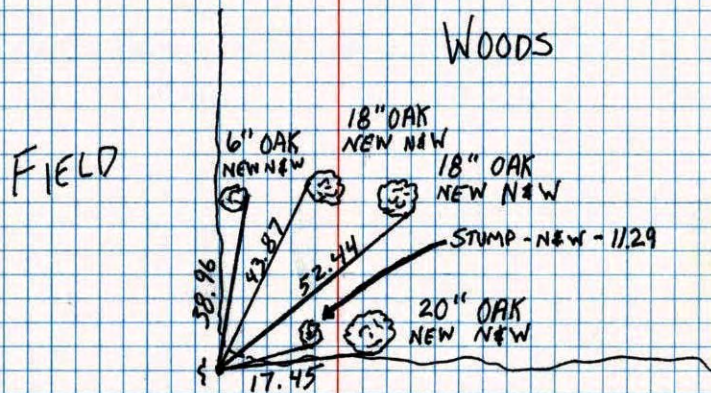 WOODS
FIELD
6" OAK
NEW N&W
18" OAK
NEW N&W
18" OAK
NEW N&W
STUMP - N&W - 11.29
20" OAK
NEW N&W
38.96
43.87
52.44
17.45